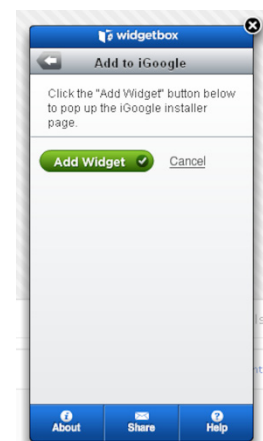 widgetbox
Add to iGoogle
Click the "Add Widget" button below
to pop up the iGoogle installer
page.
Add Widget Cancel
About Share Help